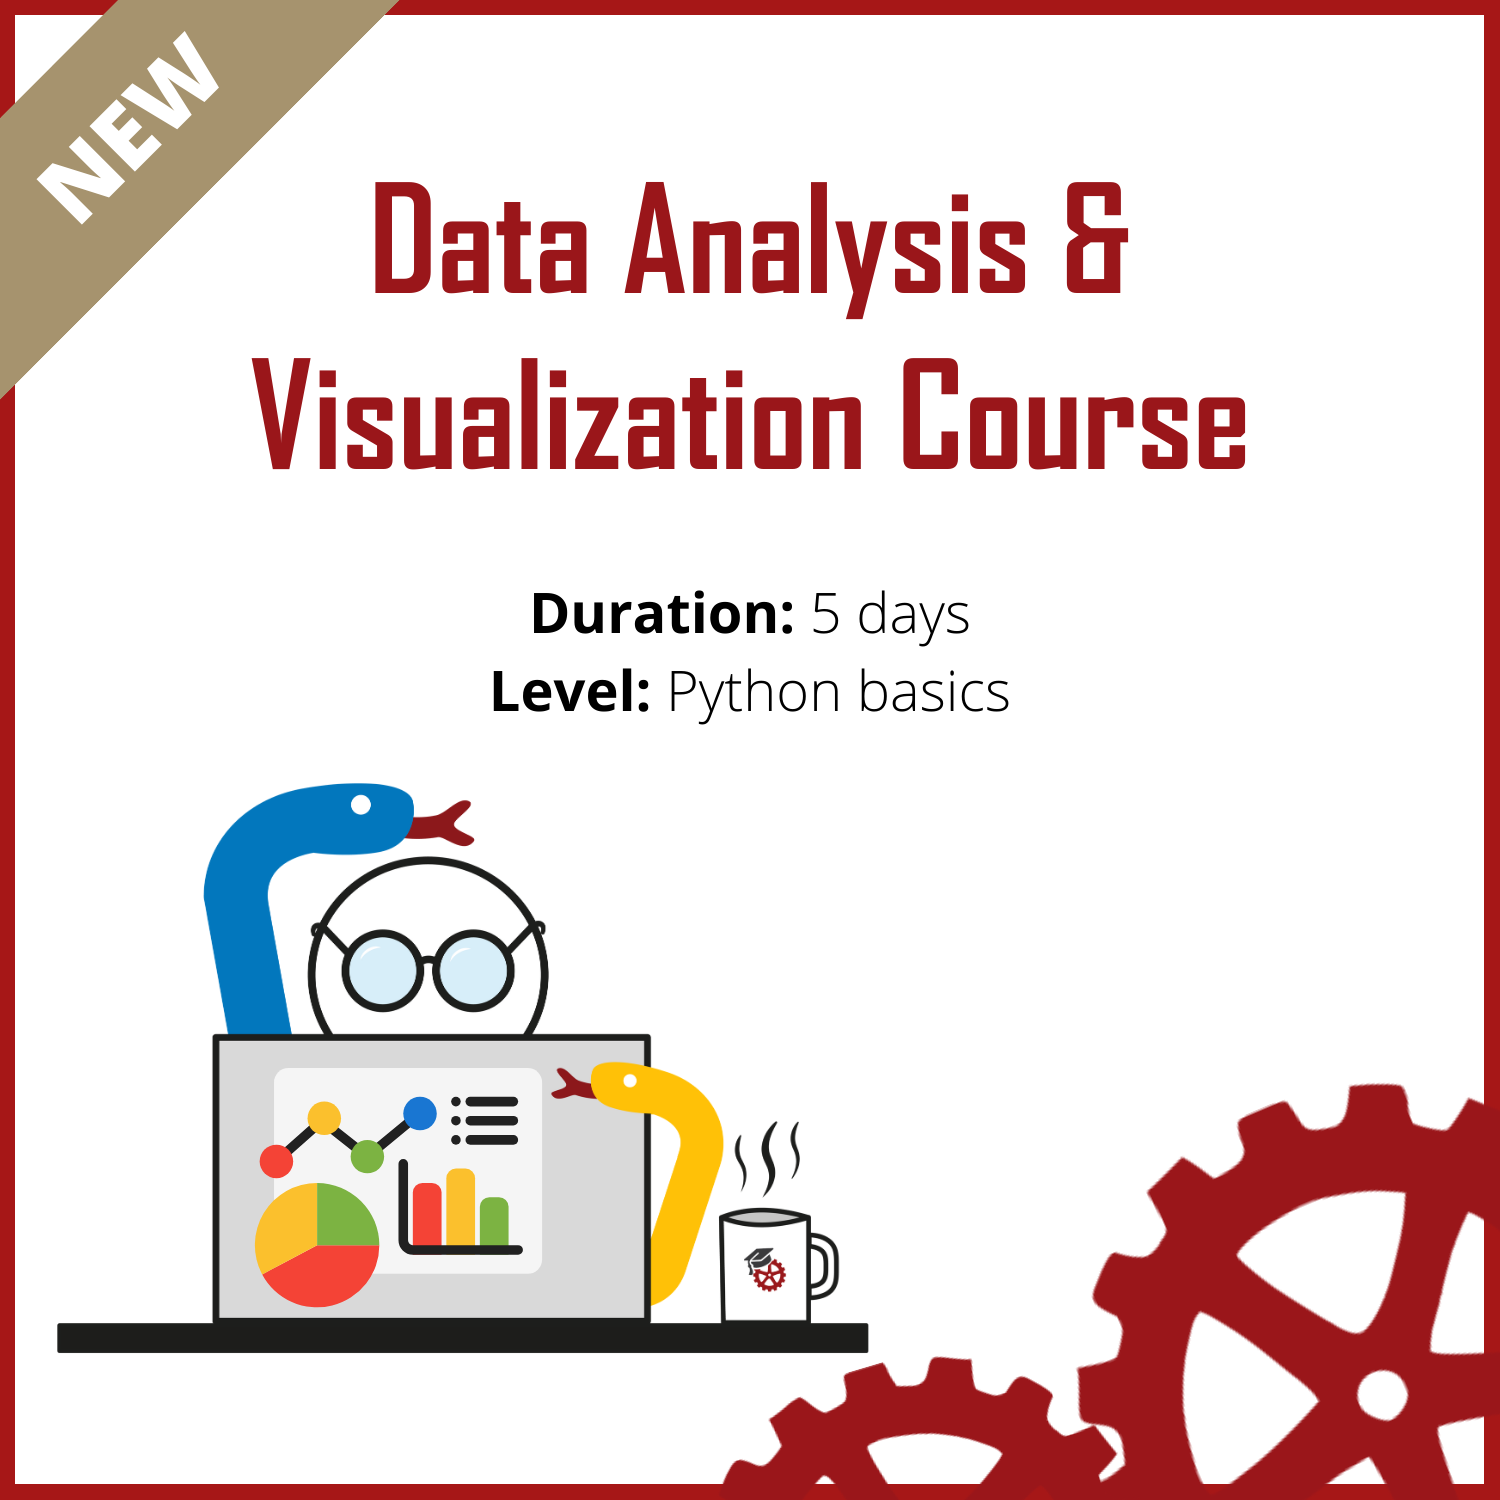 NEW
Data Analysis &
Visualization Course
Duration: 5 days
Level: Python basics